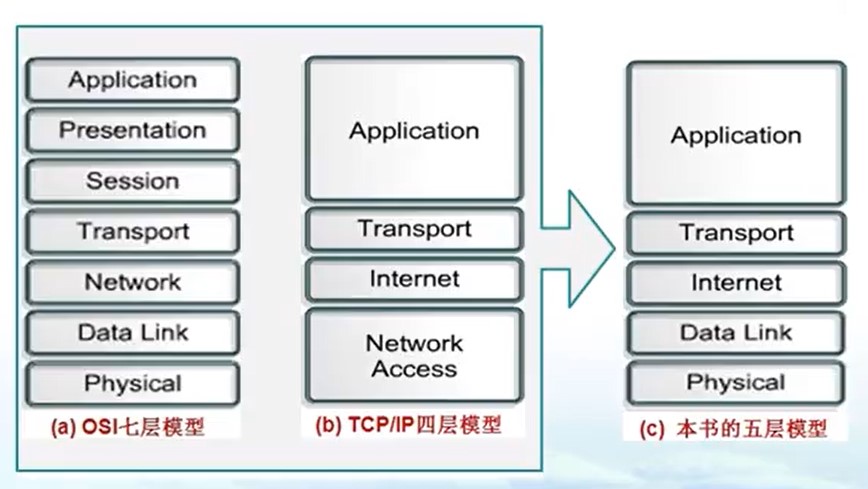 Application
Presentation
Session
Transport
Network
Data Link
Physical
(a) OSI七层模型
Application
Transport
Internet
Network
Access
(b) TCP/IP四层模型
Application
Transport
Internet
Data Link
Physical
(c) 本书的五层模型